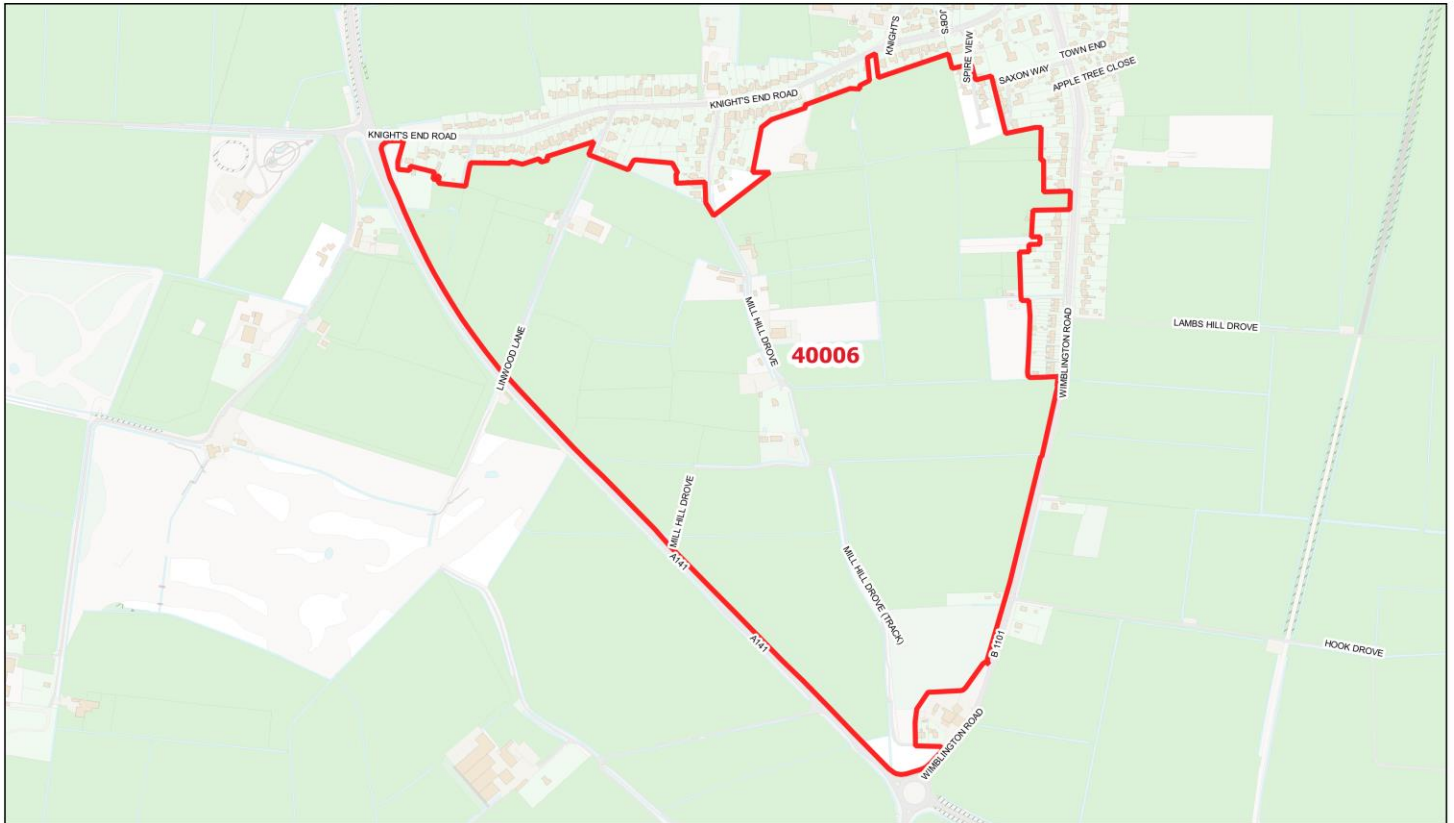 KNIGHT'S
JOB'S
SPIRE VIEW
TOWN END
SAXON WAY
APPLE TREE CLOSE
KNIGHT'S END ROAD
KNIGHT'S END ROAD
LINWOOD LANE
MILL HILL DROVE
40006
WIMBLINGTON ROAD
LAMBS HILL DROVE
MILL HILL DROVE
A141
MILL HILL DROVE (TRACK)
A141
B 1101
HOOK DROVE
WIMBLINGTON ROAD